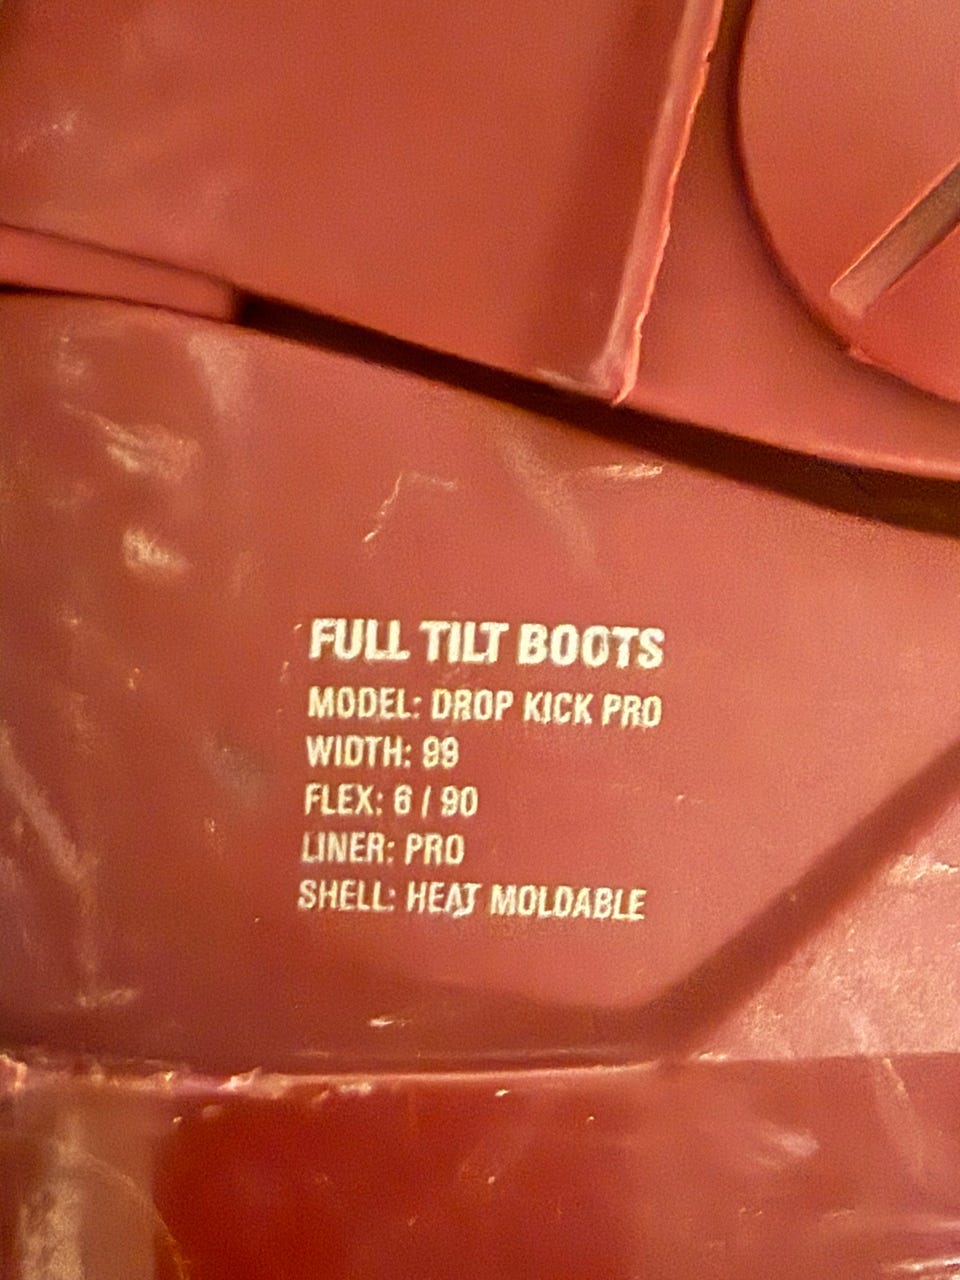 FULL TILT BOOTS
MODEL: DROP KICK PRO
WIDTH: 99
FLEX: 6 / 90
LINER: PRO
SHELL: HEAT MOLDABLE